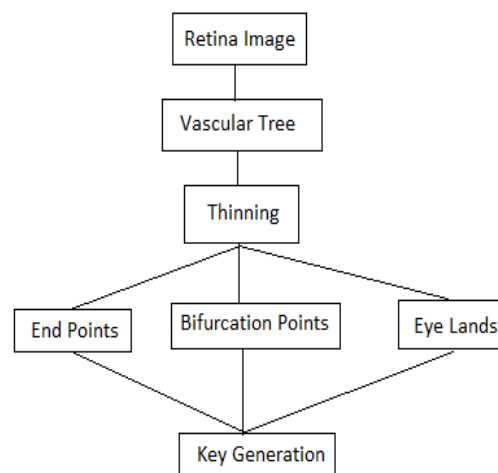 Retina Image
Vascular Tree
Thinning
End Points
Bifurcation Points
Eye Lands
Key Generation